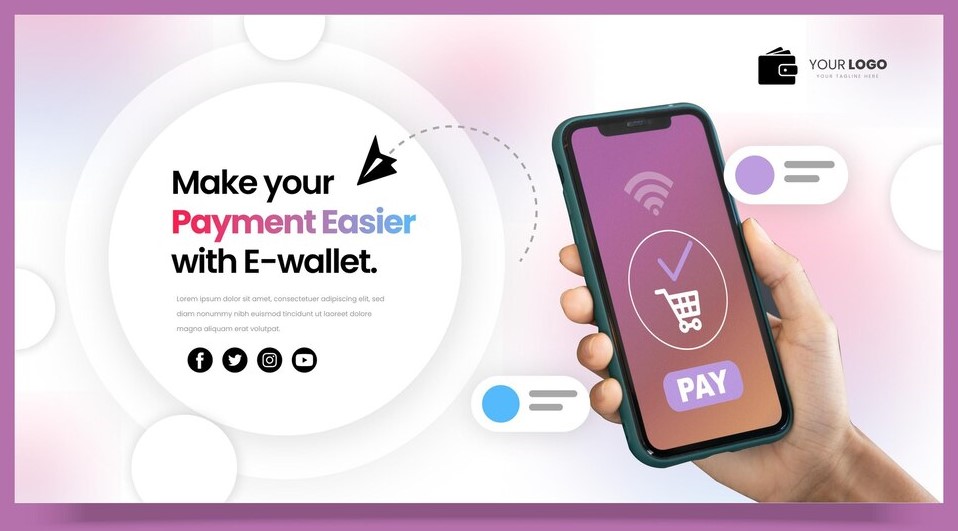 YOUR LOGO
YOUR TAGLINE HERE
Make your
Payment Easier
with E-wallet.
Lorem ipsum dolor sit amet, consectetuer adipiscing elit, sed
diam nonummy nibh euismod tincidunt ut laoreet dolore
magna aliquam erat volutpat.
PAY